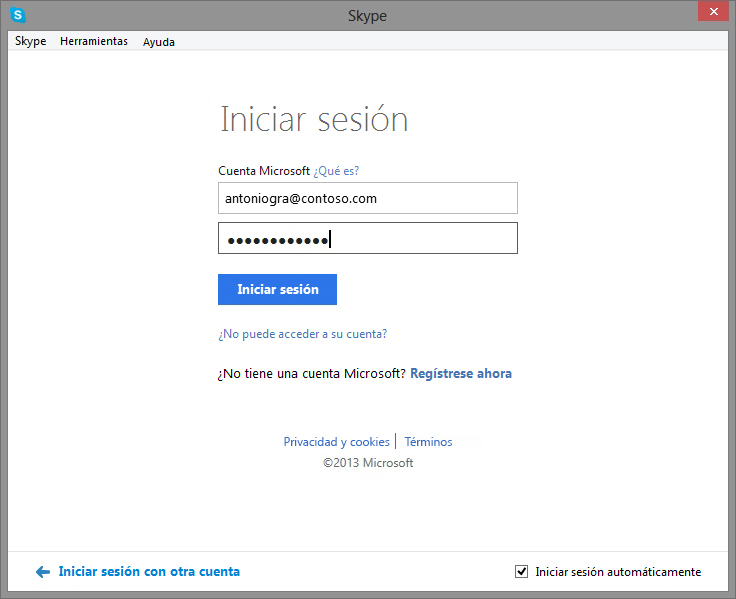 Skype
Skype Herramientas Ayuda
Iniciar sesión
Cuenta Microsoft ¿Qué es?
antoniogra@contoso.com
●●●●●●●●●●●●
Iniciar sesión
¿No puede acceder a su cuenta?
¿No tiene una cuenta Microsoft? Regístrese ahora
Privacidad y cookies | Términos
©2013 Microsoft
Iniciar sesión con otra cuenta
Iniciar sesión automáticamente